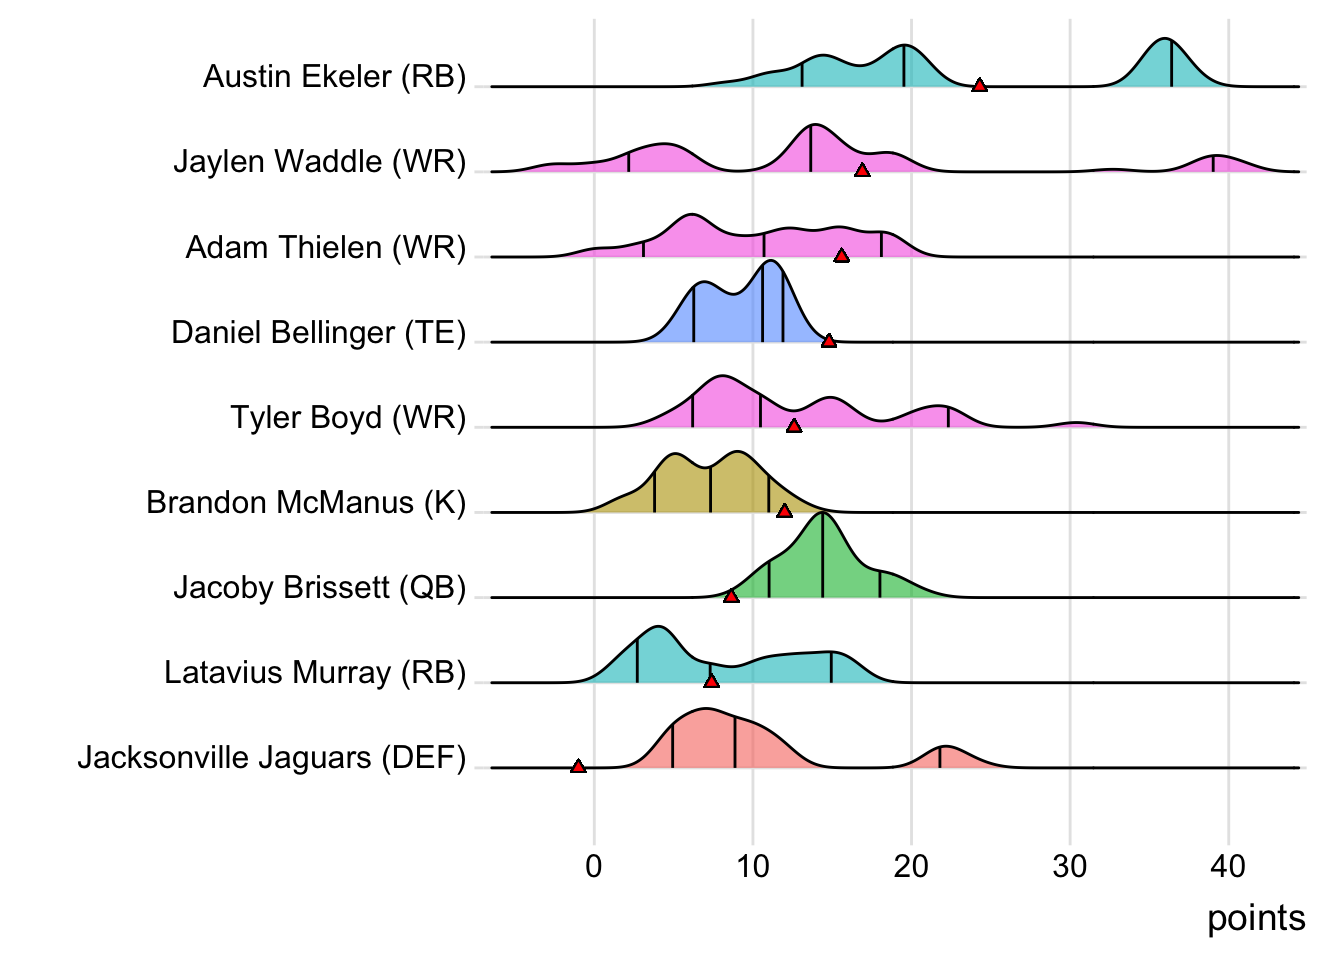 Austin Ekeler (RB)
Jaylen Waddle (WR)
Adam Thielen (WR)
Daniel Bellinger (TE)
Tyler Boyd (WR)
Brandon McManus (K)
Jacoby Brissett (QB)
Latavius Murray (RB)
Jacksonville Jaguars (DEF)
0 10 20 30 40
points